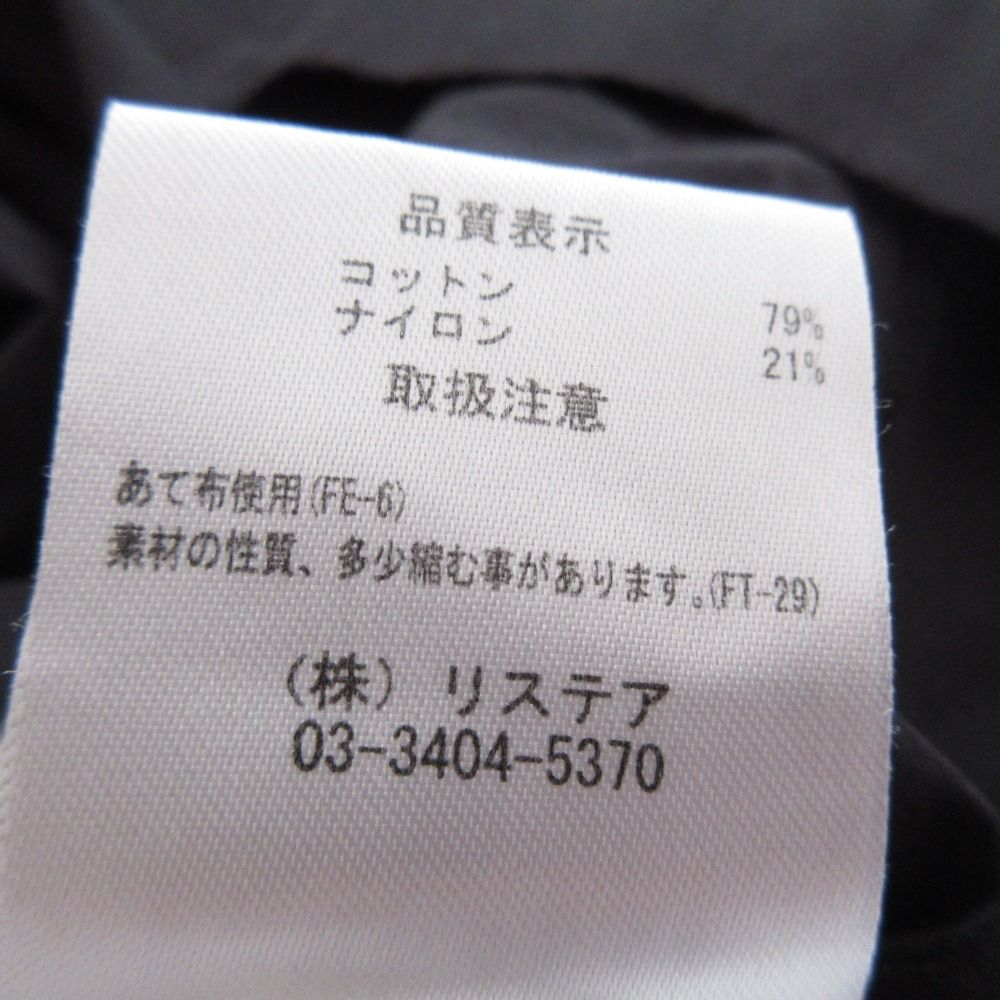 品質表示
コットン 79%
ナイロン 21%
取扱注意
あて布使用(FE-6)
素材の性質、多少縮む事があります。(FT-29)
(株) リステア
03-3404-5370